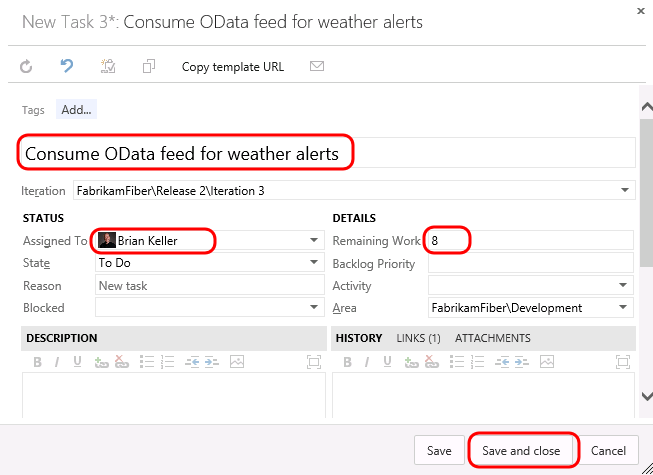 New Task 3*: Consume OData feed for weather alerts
Copy template URL
Tags Add...
Consume OData feed for weather alerts
Iteration FabrikamFiber\Release 2\Iteration 3
STATUS DETAILS
Assigned To Brian Keller Remaining Work 8
State To Do Backlog Priority
Reason New task Activity
Blocked Area FabrikamFiber\Development
DESCRIPTION HISTORY LINKS (1) ATTACHMENTS
B I U B I U
Save Save and close Cancel